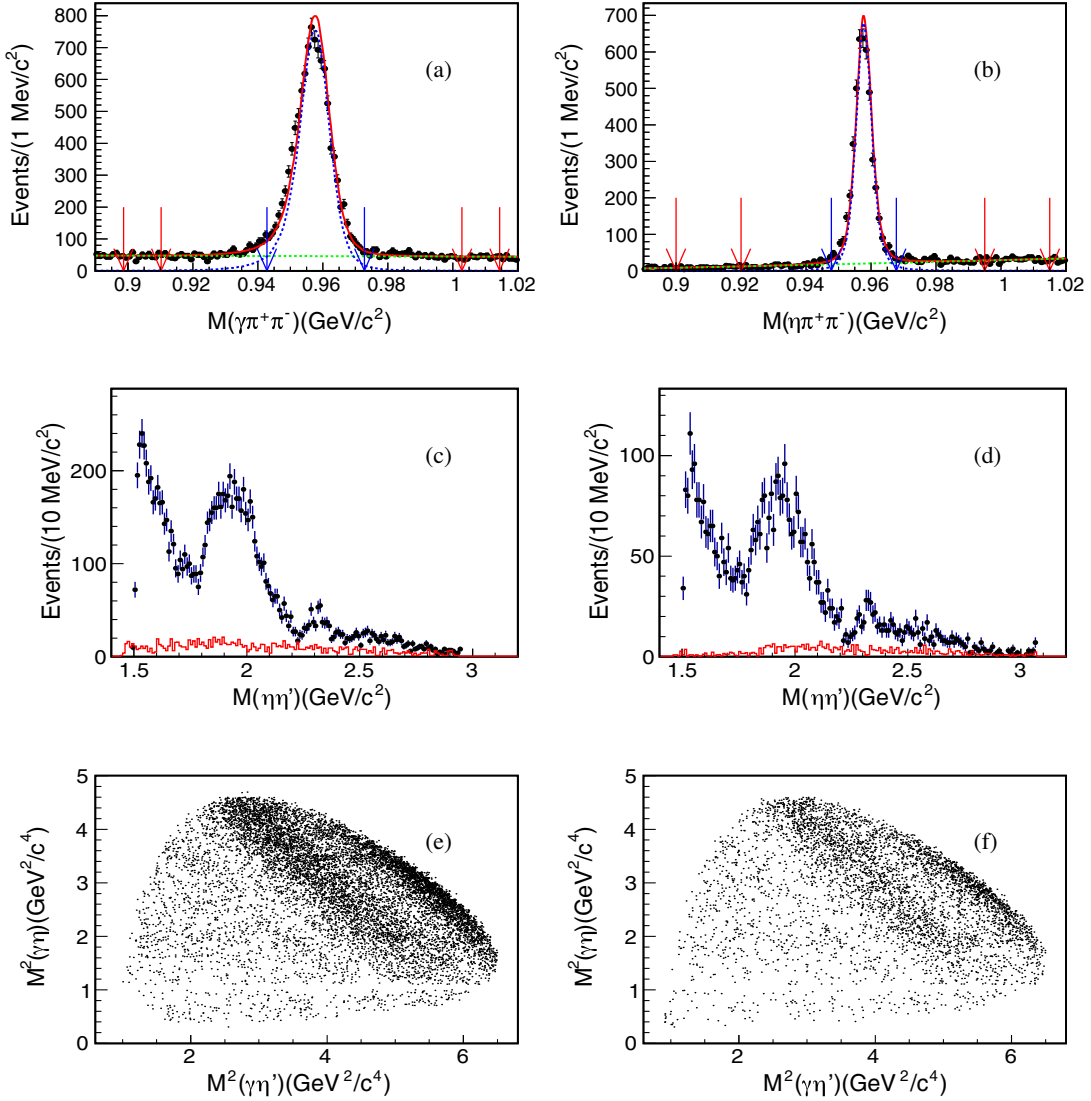 800
700
600
500
400
300
200
100
0
Events/(1 Mev/c²)
(a)
0.9 0.92 0.94 0.96 0.98 1 1.02
M(γπ⁺π⁻)(GeV/c²)
700
600
500
400
300
200
100
0
Events/(1 Mev/c²)
(b)
0.9 0.92 0.94 0.96 0.98 1 1.02
M(ηπ⁺π⁻)(GeV/c²)
200
100
0
Events/(10 MeV/c²)
(c)
1.5 2 2.5 3
M(ηη')(GeV/c²)
100
50
0
Events/(10 MeV/c²)
(d)
1.5 2 2.5 3
M(ηη')(GeV/c²)
5
4
3
2
1
0
M²(γη)(GeV²/c⁴)
(e)
2 4 6
M²(γη')(GeV²/c⁴)
5
4
3
2
1
0
M²(γη)(GeV²/c⁴)
(f)
2 4 6
M²(γη')(GeV²/c⁴)